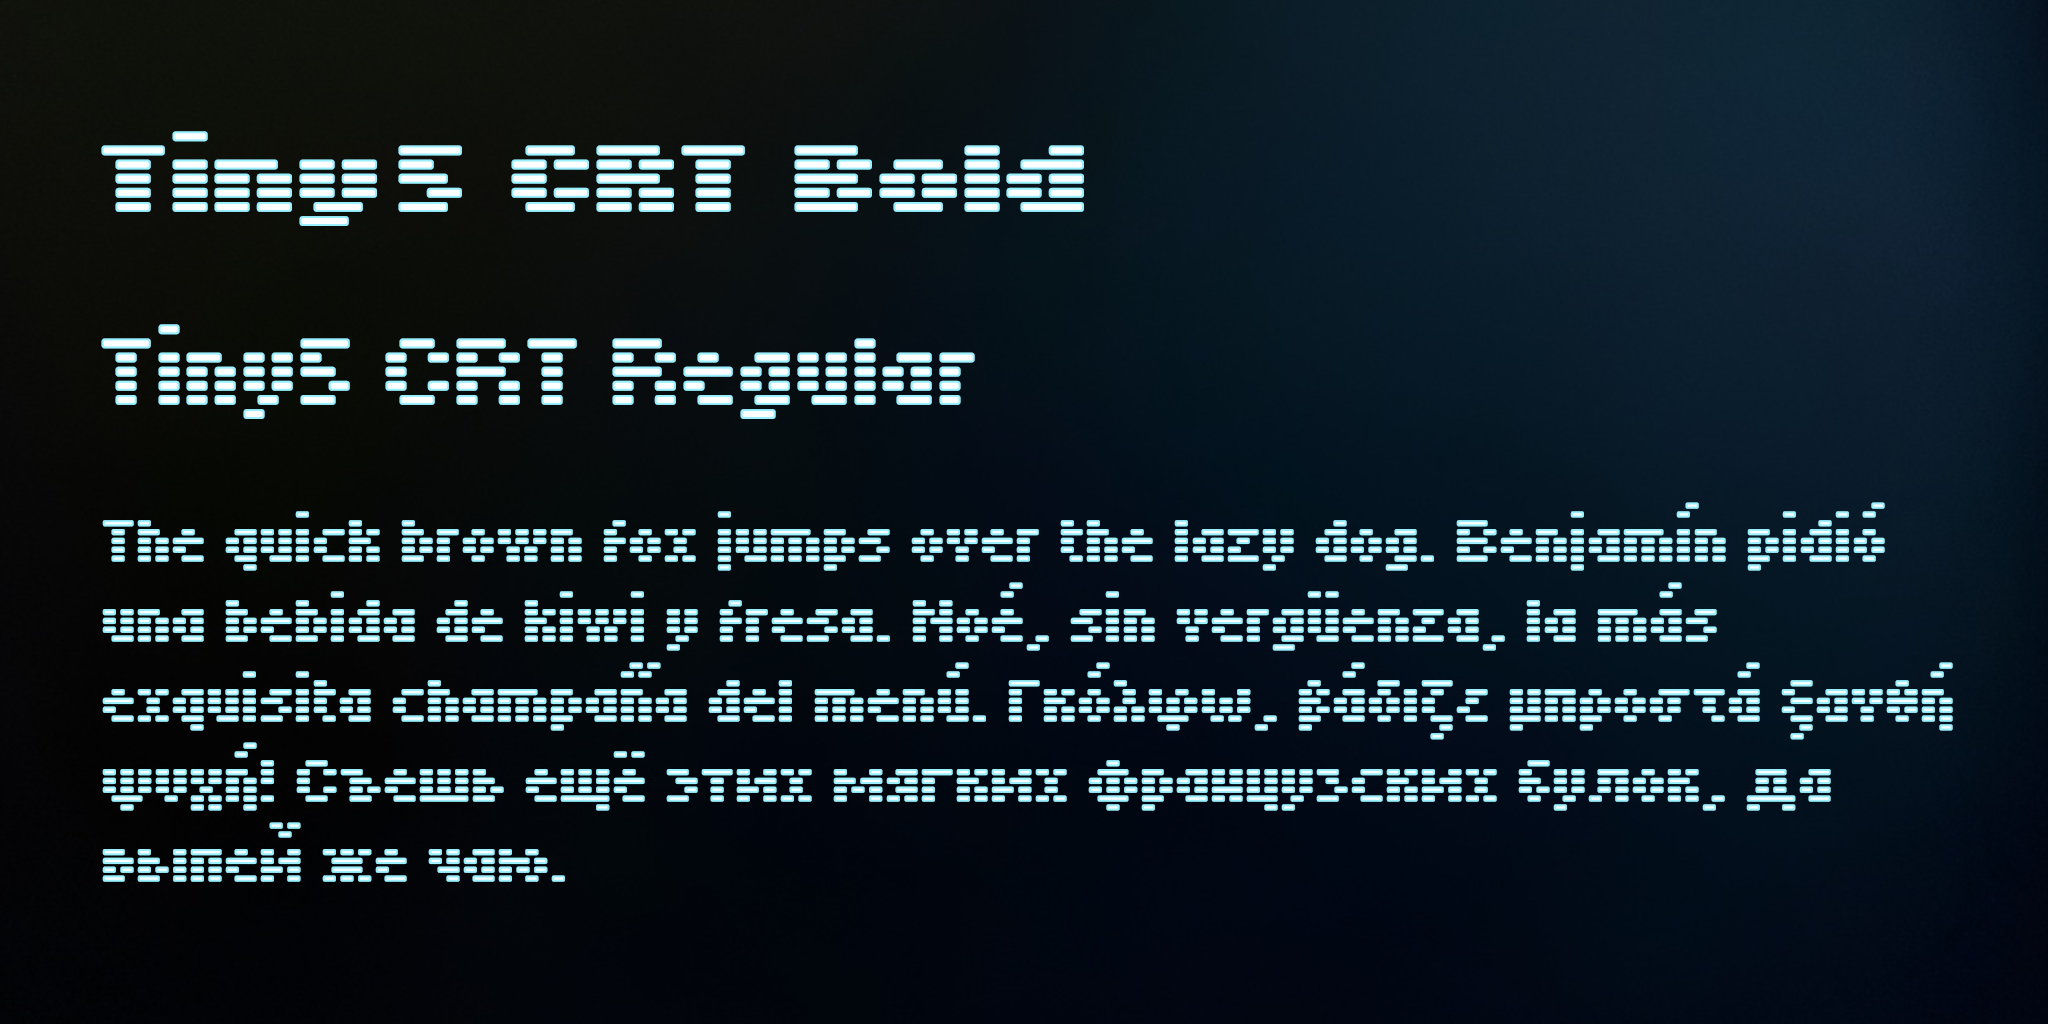 Tiny5 CRT Bold
Tiny5 CRT Regular
The quick brown fox jumps over the lazy dog. Benjamín pidió
una bebida de kiwi y fresa. Noé, sin vergüenza, la más
exquisita champaña del menú. Γκόλφω, βάδιζε μπροστά ξανθή
ψυχή! Съешь ещё этих мягких французских булок, да
выпей же чаю.